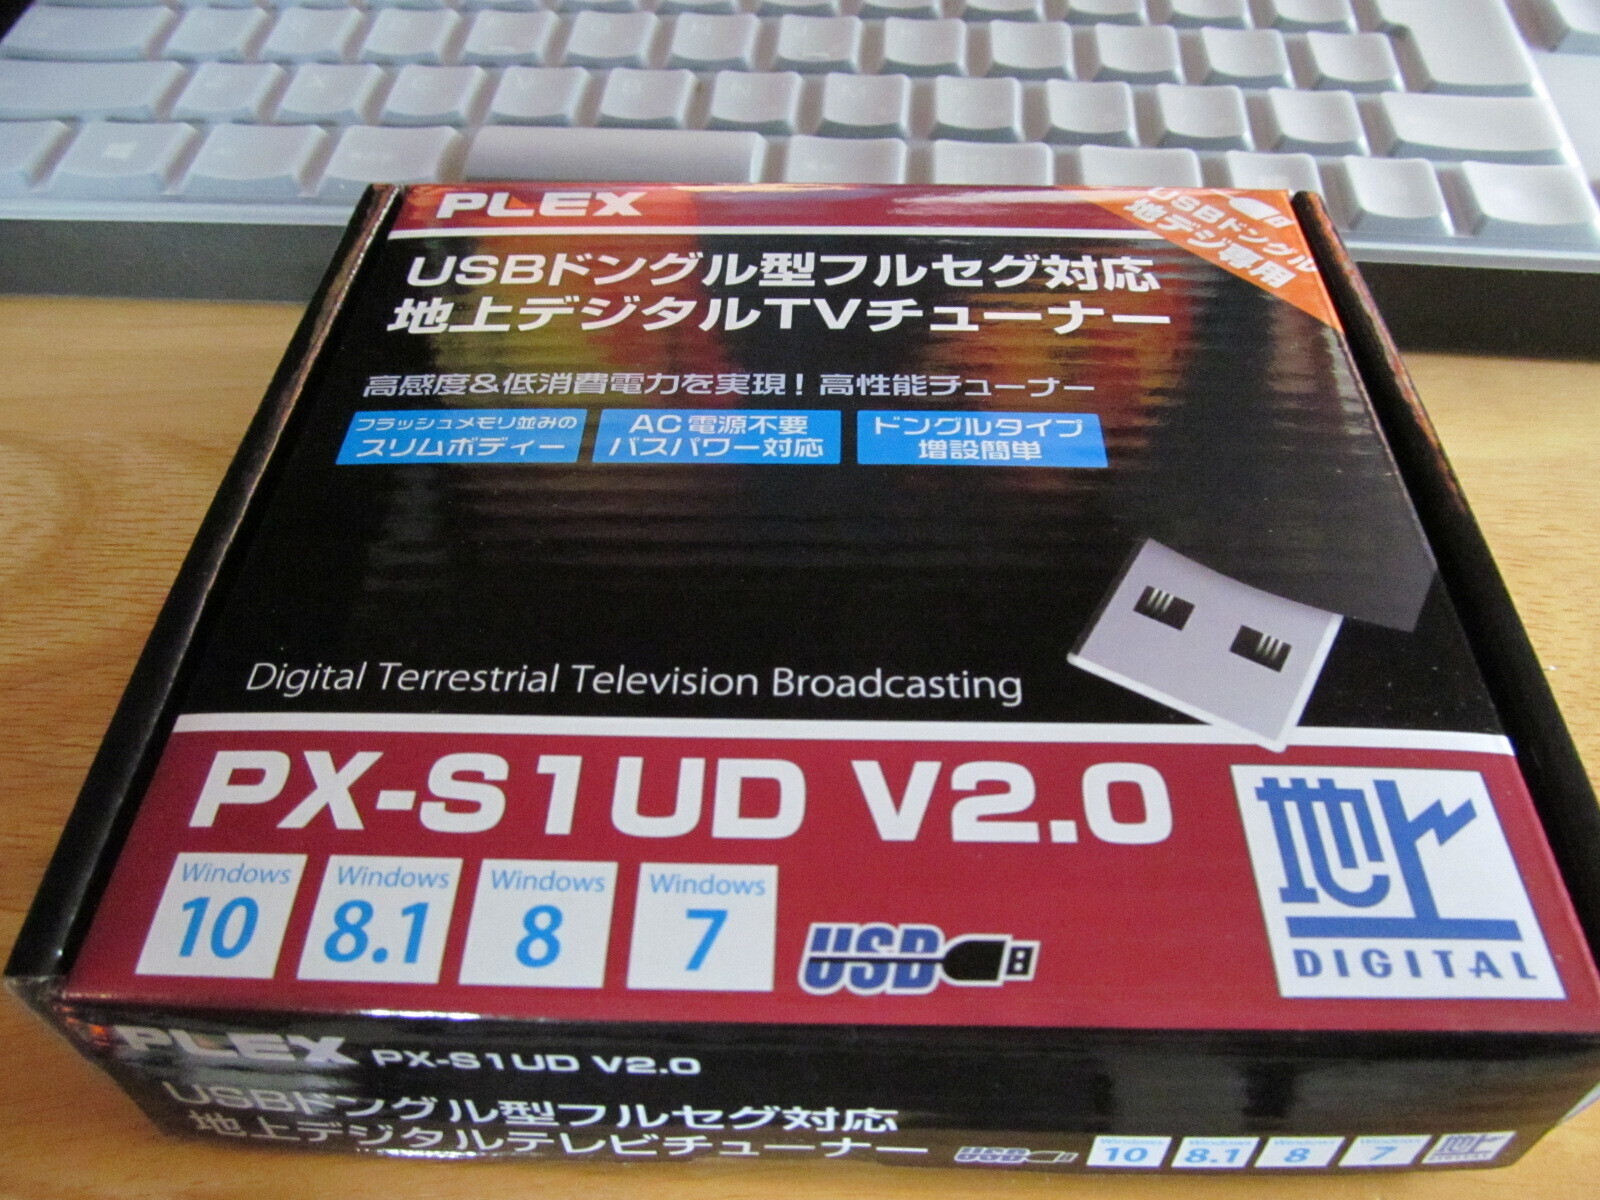 PLEX
USBドングル
地デジ専用
USBドングル型フルセグ対応
地上デジタルTVチューナー
高感度&低消費電力を実現!高性能チューナー
フラッシュメモリ並みの
スリムボディー
AC電源不要
バスパワー対応
ドングルタイプ
増設簡単
Digital Terrestrial Television Broadcasting
PX-S1UD V2.0
Windows 10
Windows 8.1
Windows 8
Windows 7
USB
地上
DIGITAL
PLEX PX-S1UD V2.0
USBドングル型フルセグ対応
地上デジタルテレビチューナー
USB
Windows 10
Windows 8.1
Windows 8
Windows 7
地上